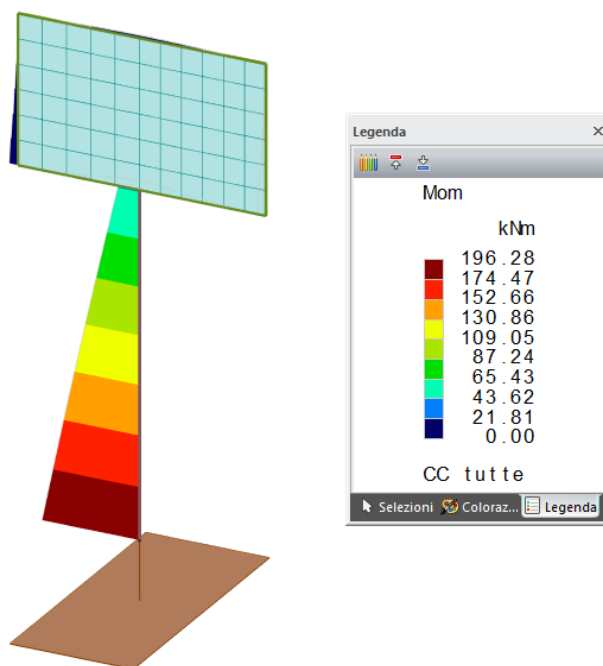 Legenda
Mom
kNm
196.28
174.47
152.66
130.86
109.05
87.24
65.43
43.62
21.81
0.00
CC tutte
Selezioni Coloraz... Legenda